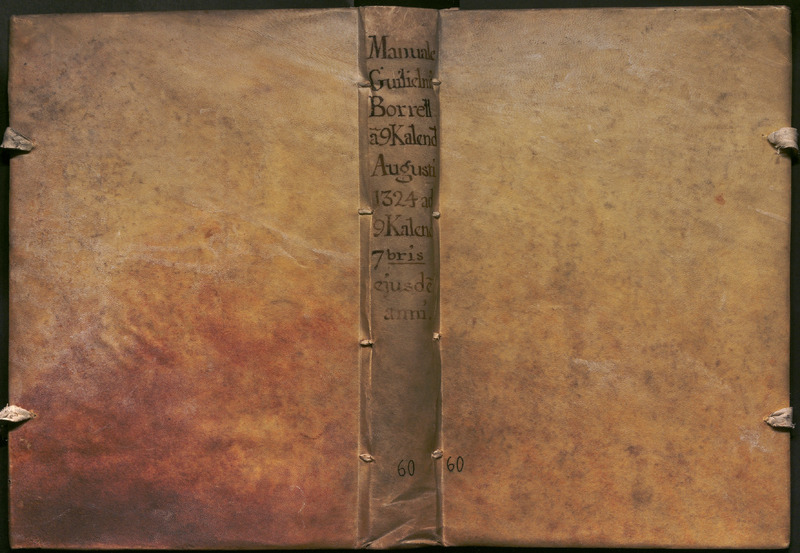 Manuale
Guilielmi
Borrell
ā 9 Kalend
Augusti
1324 ad
9 Kalend
7bris
ejusdē
anni.
60
60